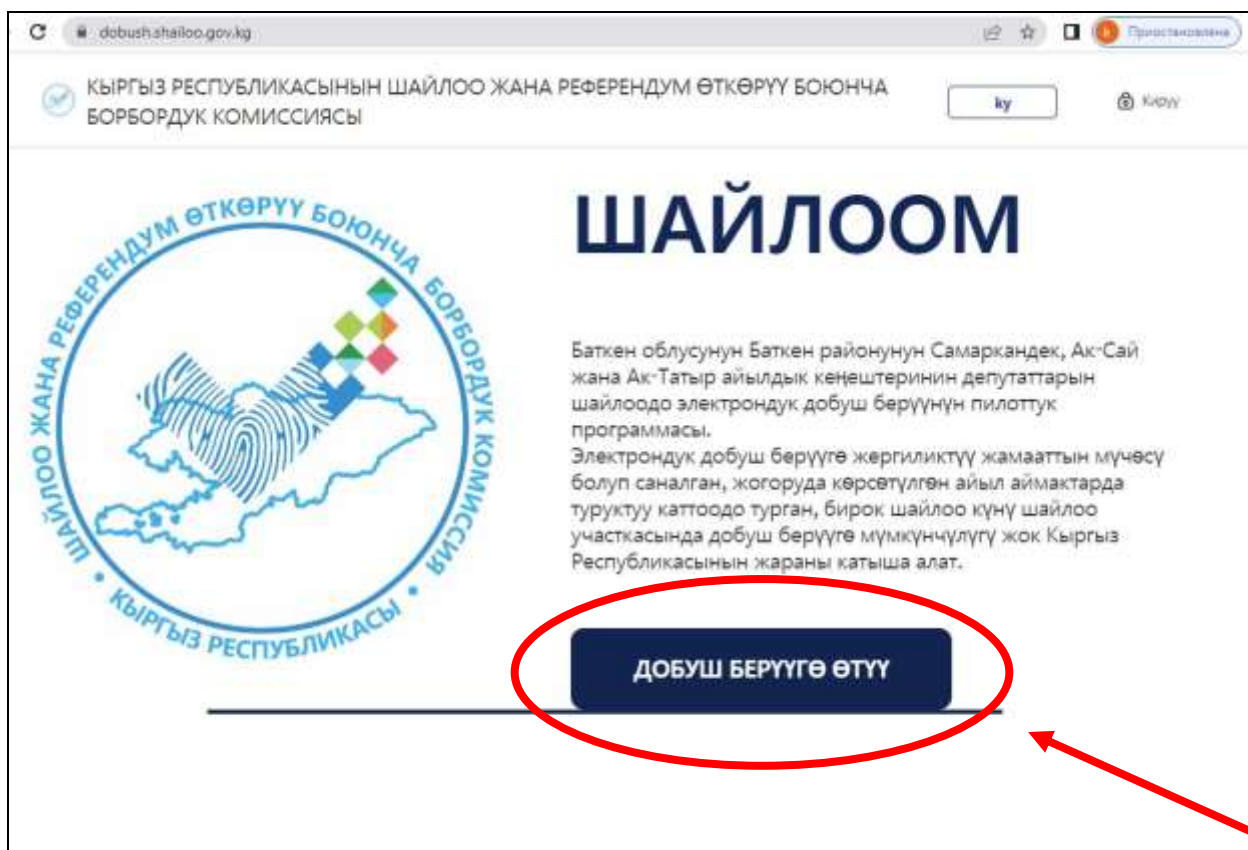 dobush.shailoo.gov.kg
Приостановлена
КЫРГЫЗ РЕСПУБЛИКАСЫНЫН ШАЙЛОО ЖАНА РЕФЕРЕНДУМ ӨТКӨРҮҮ БОЮНЧА
БОРБОРДУК КОМИССИЯСЫ
ky
Кирүү
ШАЙЛОО ЖАНА РЕФЕРЕНДУМ ӨТКӨРҮҮ БОЮНЧА БОРБОРДУК КОМИССИЯ
• КЫРГЫЗ РЕСПУБЛИКАСЫ •
ШАЙЛООМ
Баткен облусунун Баткен районунун Самаркандек, Ак-Сай
жана Ак-Татыр айылдык кеңештеринин депутаттарын
шайлоодо электрондук добуш берүүнүн пилоттук
программасы.
Электрондук добуш берүүгө жергиликтүү жамааттын мүчөсү
болуп саналган, жогоруда көрсөтүлгөн айыл аймактарда
туруктуу каттоодо турган, бирок шайлоо күнү шайлоо
участкасында добуш берүүгө мүмкүнчүлүгү жок Кыргыз
Республикасынын жараны катыша алат.
ДОБУШ БЕРҮҮГӨ ӨТҮҮ